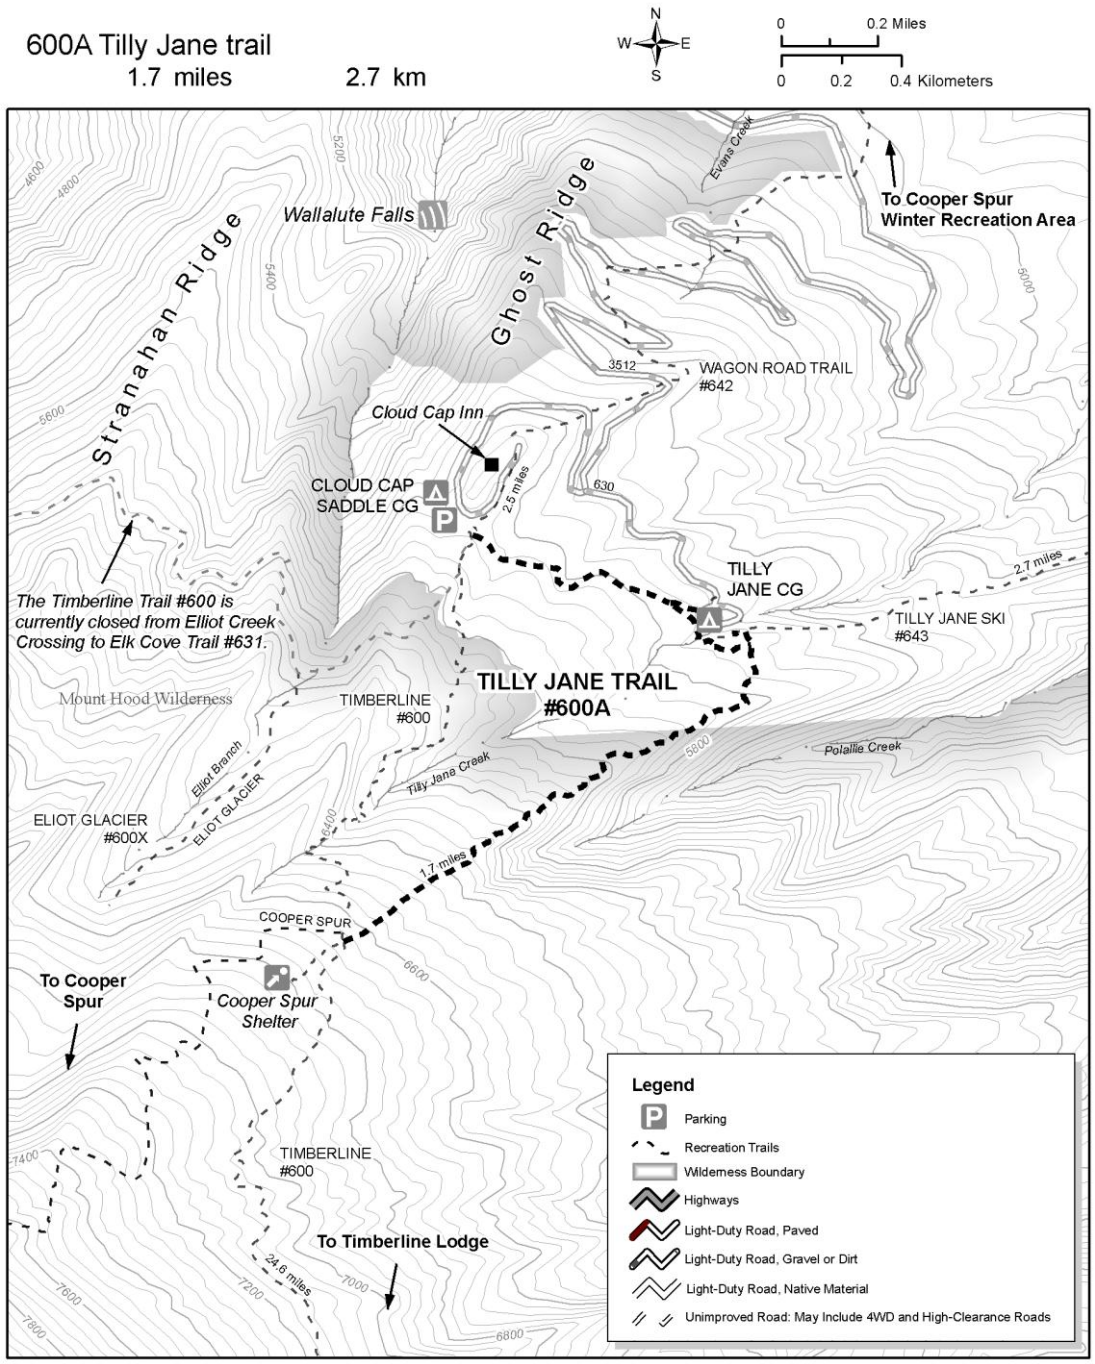 600A Tilly Jane trail
1.7 miles 2.7 km
N
W E
S
0 0.2 Miles
0 0.2 0.4 Kilometers
4600
4800
5200
Evans Creek
To Cooper Spur
Winter Recreation Area
Wallalute Falls
Ghost Ridge
Stranahan Ridge
5400
5000
3512
WAGON ROAD TRAIL
#642
5600
Cloud Cap Inn
CLOUD CAP
SADDLE CG
P
2.5 miles
630
TILLY
JANE CG
2.7 miles
The Timberline Trail #600 is
currently closed from Elliot Creek
Crossing to Elk Cove Trail #631.
TILLY JANE SKI
#643
Mount Hood Wilderness
TIMBERLINE
#600
TILLY JANE TRAIL
#600A
5800
Polallie Creek
Elliot Branch
Tilly Jane Creek
ELIOT GLACIER
#600X
ELIOT GLACIER
6400
1.7 miles
COOPER SPUR
6600
To Cooper
Spur
Cooper Spur
Shelter
7400
TIMBERLINE
#600
To Timberline Lodge
24.6 miles
7600
7200
7000
7800
6800
Legend
P Parking
Recreation Trails
Wilderness Boundary
Highways
Light-Duty Road, Paved
Light-Duty Road, Gravel or Dirt
Light-Duty Road, Native Material
Unimproved Road: May Include 4WD and High-Clearance Roads